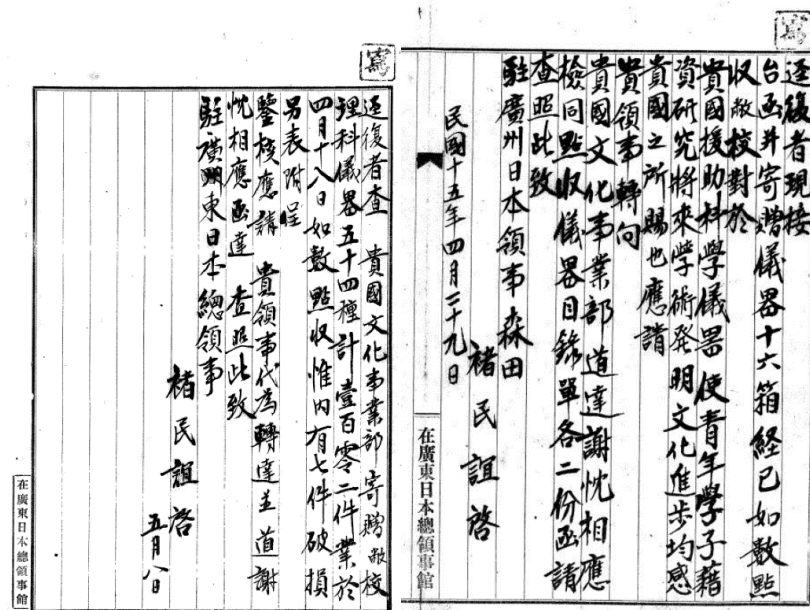 寫
逕復者現接
台函并寄贈儀器十六箱経已如数點
收敝校對於
貴國援助科學儀器使青年學子藉
資研究將來學術発明文化進步均感
貴國之所賜也應請
貴領事轉向
貴國文化事業部道達謝忱相應
檢同點收儀器目錄單各二份函請
查照此致
駐廣州日本領事森田
褚民誼啓
民國十五年四月二十九日
在廣東日本總領事館
寫
逕復者查 貴國文化事業部寄贈敝校
理科儀器五十四種計壹百零二件業於
四月十八日如數點収惟內有七件破損
另表附呈
鑒核應請 貴領事代為轉達並道謝
忱相應函達 查照此致
駐廣東日本總領事
褚民誼啓
五月八日
在廣東日本總領事館